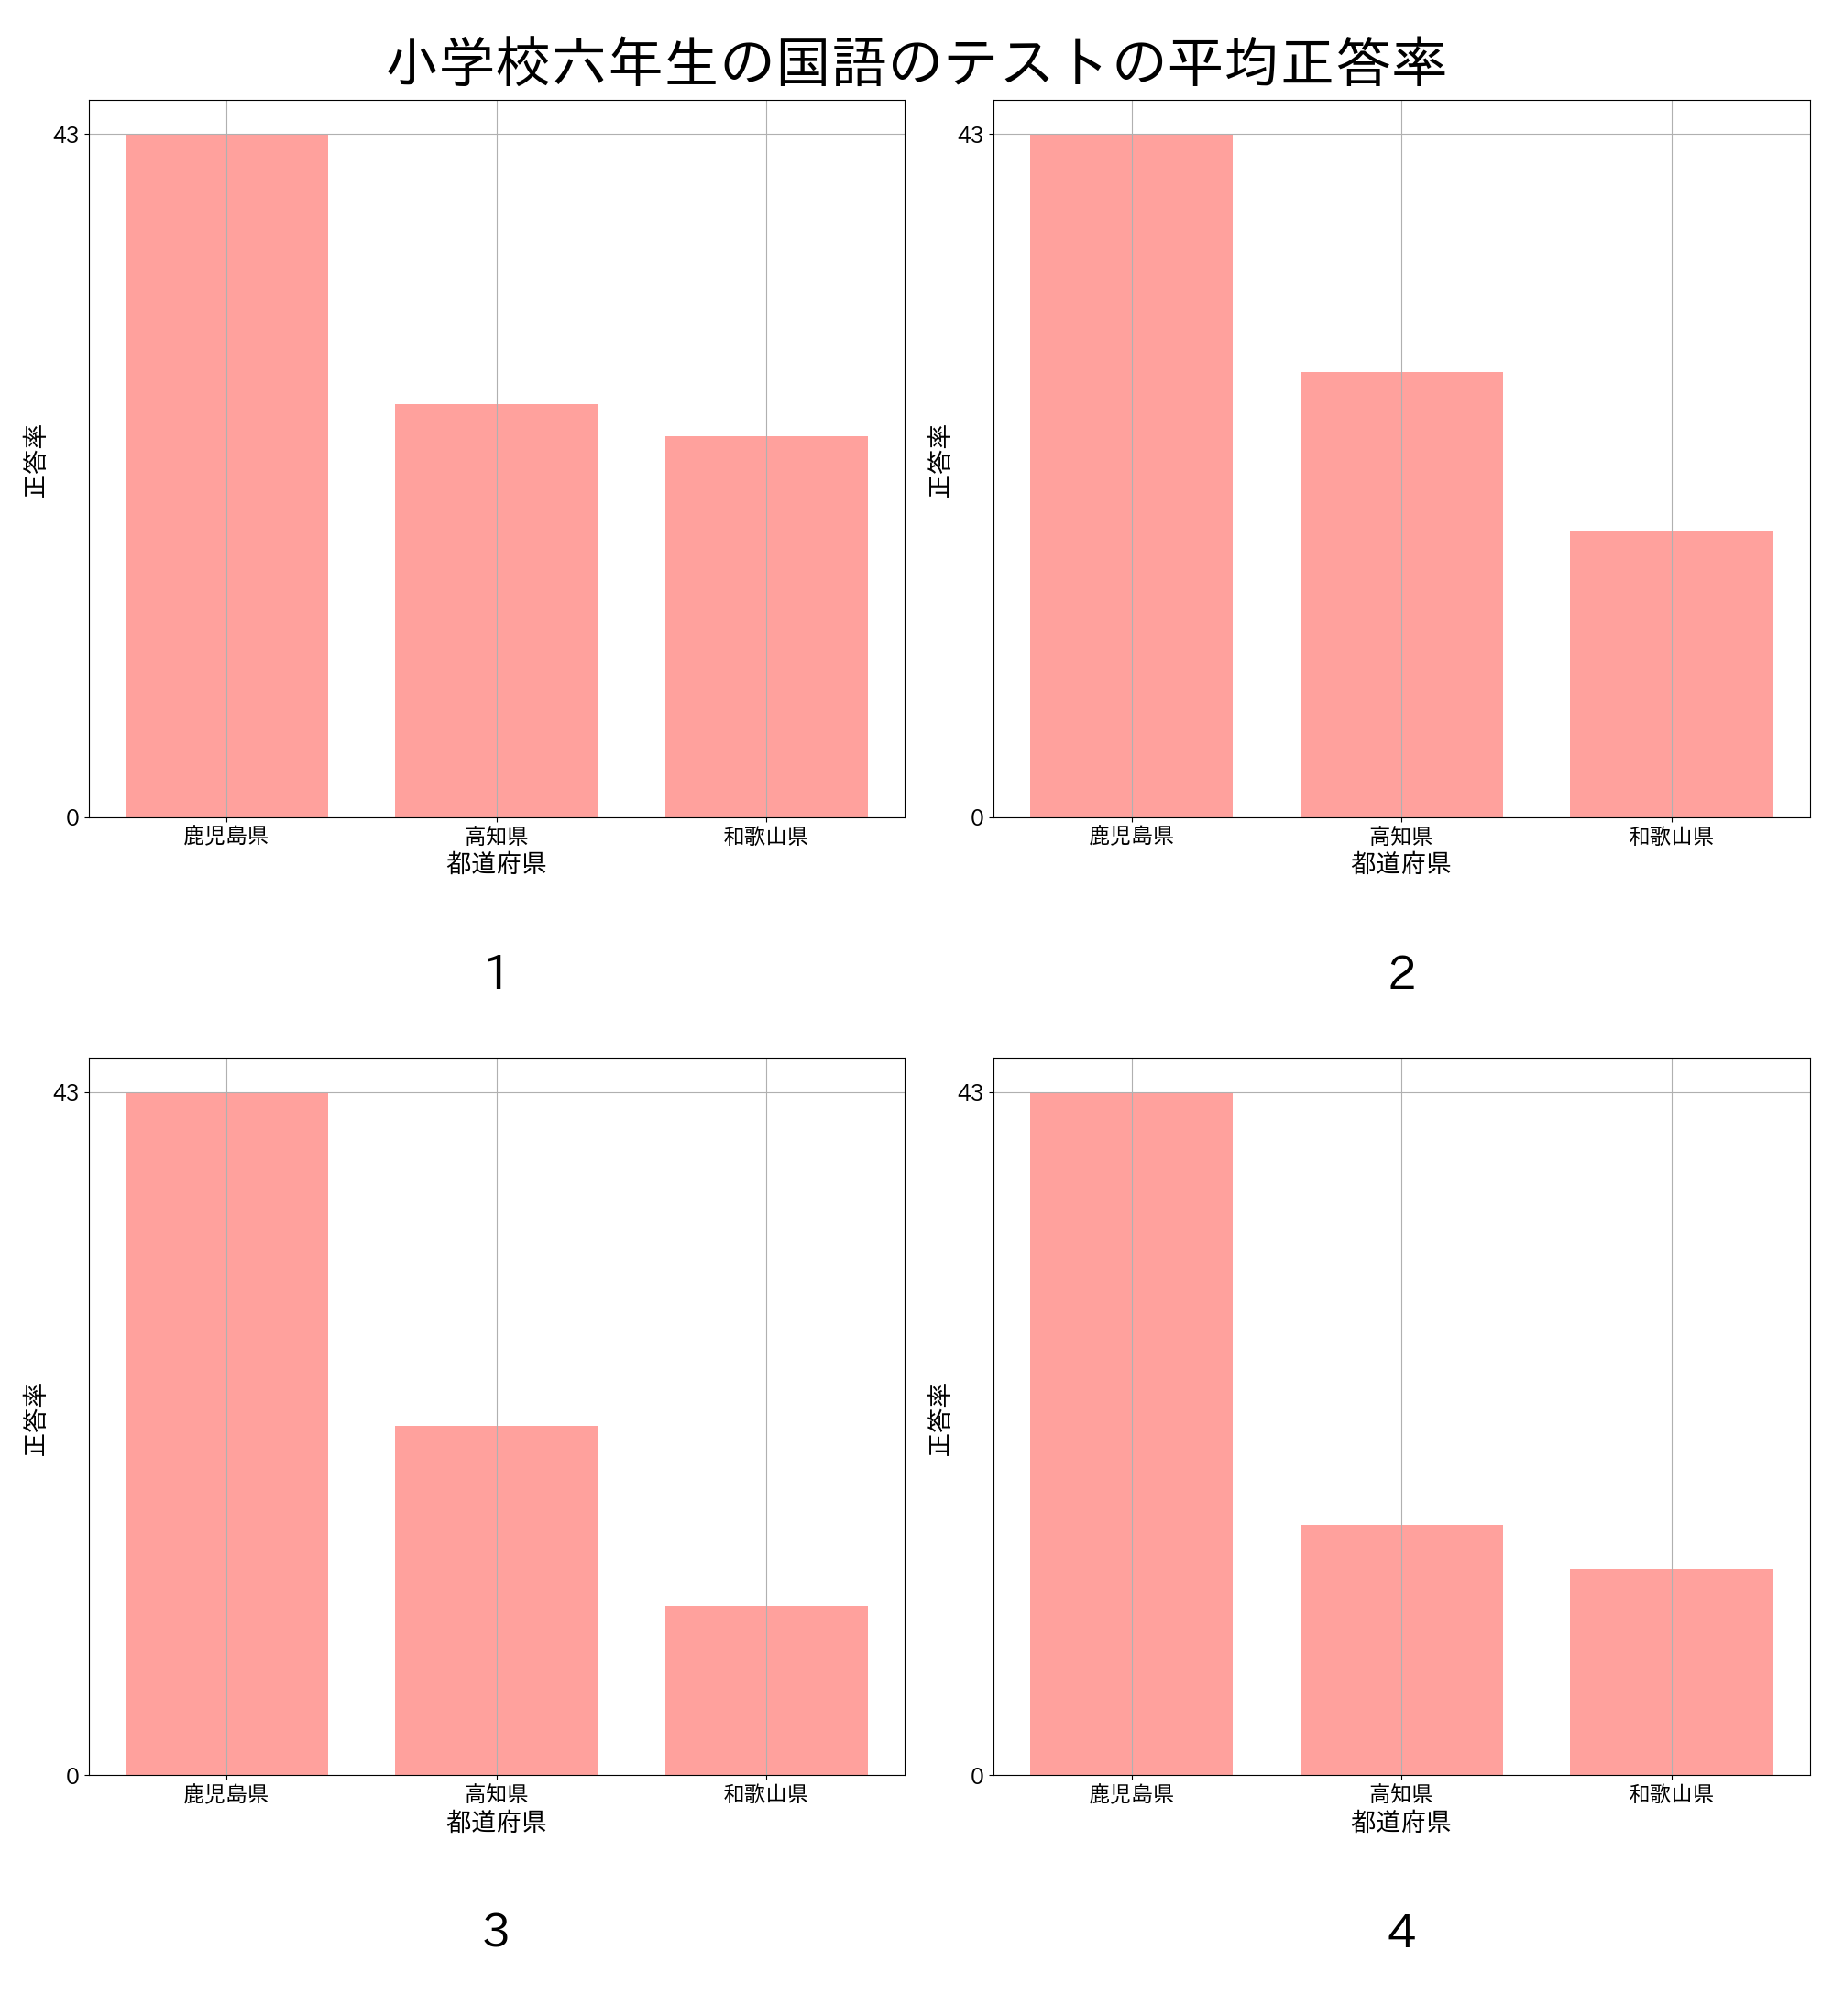 小学校六年生の国語のテストの平均正答率
43
0
正答率
鹿児島県 高知県 和歌山県
都道府県
1
43
0
正答率
鹿児島県 高知県 和歌山県
都道府県
2
43
0
正答率
鹿児島県 高知県 和歌山県
都道府県
3
43
0
正答率
鹿児島県 高知県 和歌山県
都道府県
4